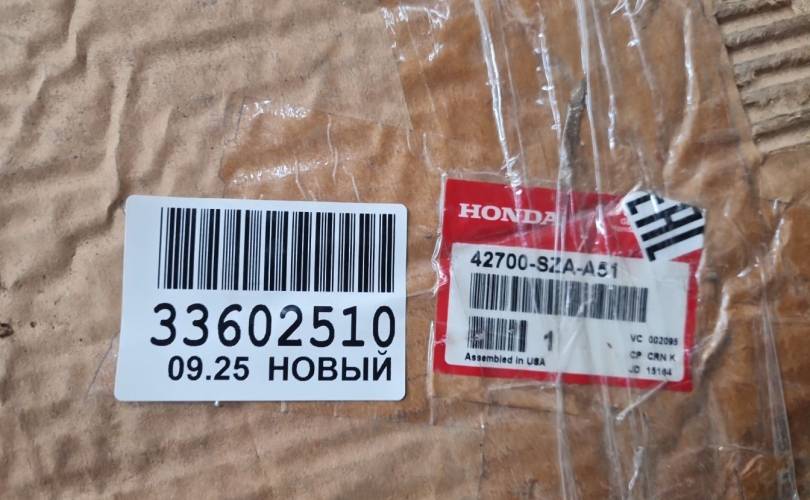 33602510
09.25 НОВЫЙ
HONDA
EAC
42700-SZA-A51
1
Assembled in USA
VC 002095
CP CRN K
JD 15164